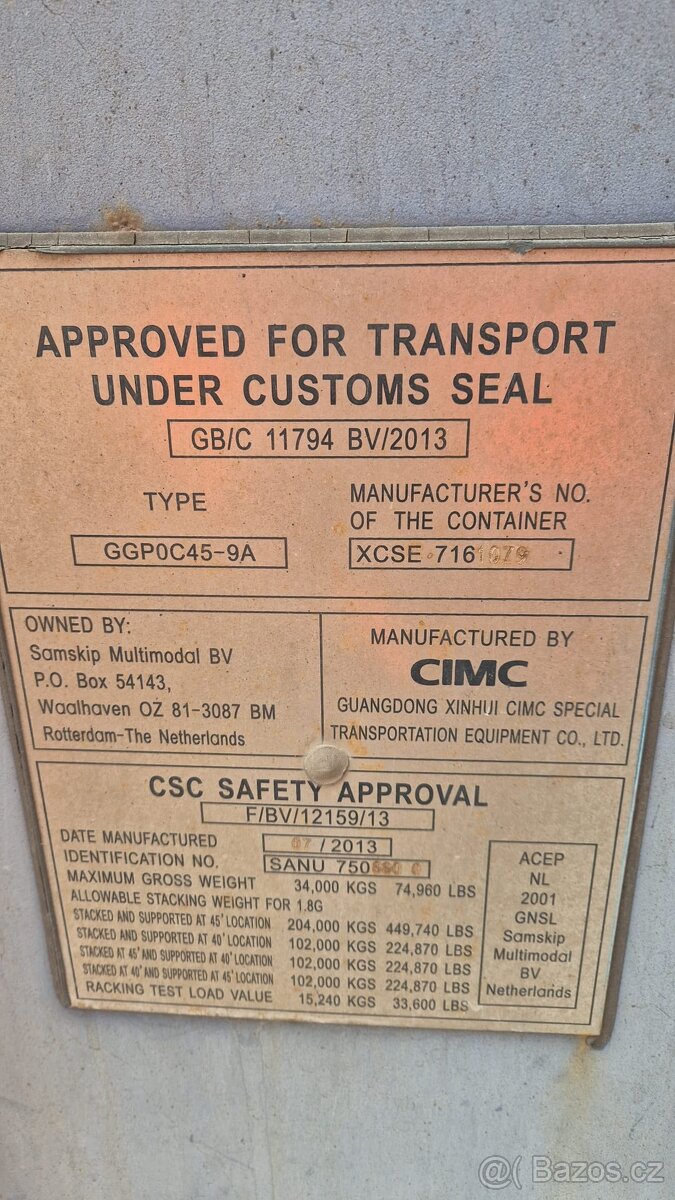 APPROVED FOR TRANSPORT
UNDER CUSTOMS SEAL
GB/C 11794 BV/2013
TYPE
GGP0C45-9A
MANUFACTURER'S NO.
OF THE CONTAINER
XCSE 7161079
OWNED BY:
Samskip Multimodal BV
P.O. Box 54143,
Waalhaven OZ 81-3087 BM
Rotterdam-The Netherlands
MANUFACTURED BY
CIMC
GUANGDONG XINHUI CIMC SPECIAL
TRANSPORTATION EQUIPMENT CO., LTD.
CSC SAFETY APPROVAL
F/BV/12159/13
DATE MANUFACTURED 07 / 2013
IDENTIFICATION NO. SANU 750
MAXIMUM GROSS WEIGHT 34,000 KGS 74,960 LBS
ALLOWABLE STACKING WEIGHT FOR 1.8G
STACKED AND SUPPORTED AT 45' LOCATION 204,000 KGS 449,740 LBS
STACKED AND SUPPORTED AT 40' LOCATION 102,000 KGS 224,870 LBS
STACKED AT 45' AND SUPPORTED AT 40' LOCATION 102,000 KGS 224,870 LBS
STACKED AT 40' AND SUPPORTED AT 45' LOCATION 102,000 KGS 224,870 LBS
RACKING TEST LOAD VALUE 15,240 KGS 33,600 LBS
ACEP
NL
2001
GNSL
Samskip
Multimodal
BV
Netherlands
@( Bazos.cz